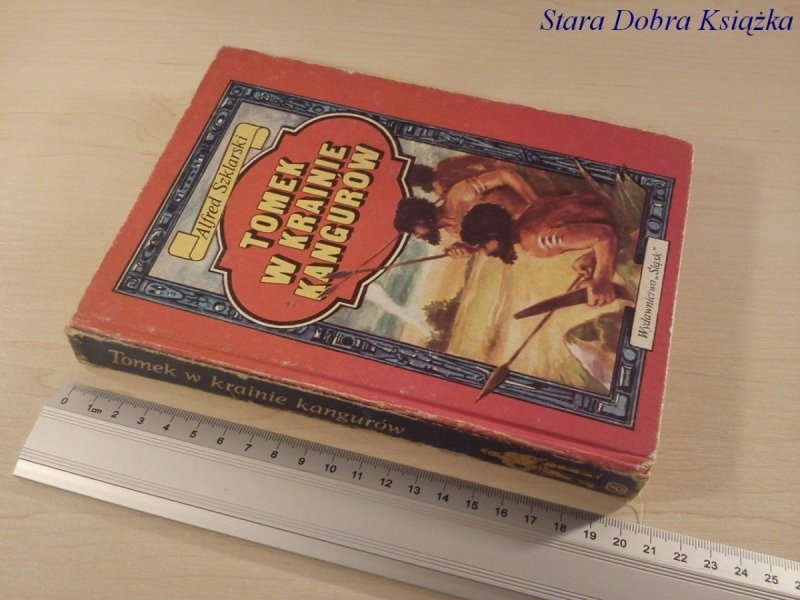 Stara Dobra Książka
Alfred Szklarski
TOMEK
W KRAINIE
KANGURÓW
Wydawnictwo „Śląsk”
Tomek w krainie kangurów
0 1cm 2 3 4 5 6 7 8 9 10 11 12 13 14 15 16 17 18 19 20 21 22 23 24 25